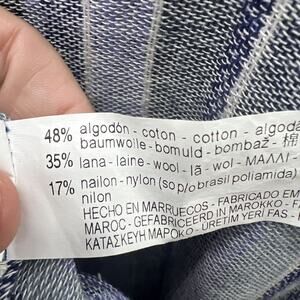 48% algodón - coton - cotton - algodã
baumwolle - bomuld - bombaž - 棉
35% lana - laine - wool - lã - wol - ΜΑΛΛΙ -
17% nailon - nylon (so p/o brasil poliamida)
nilon
HECHO EN MARRUECOS - FABRICADO EM
MAROC - GEFABRICEERD IN MAROKKO - F
ΚΑΤΑΣΚΕΥΗ ΜΑΡΟΚΟ - ÜRETIM YERI FAS -